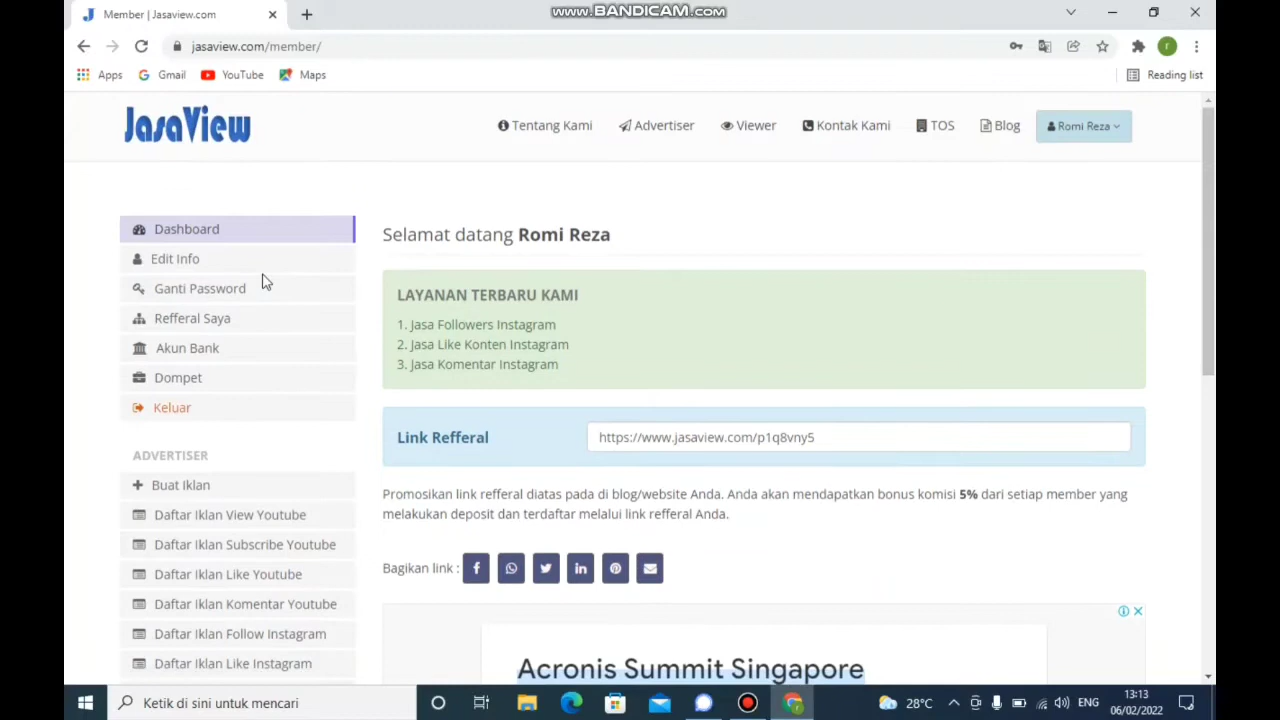 www.BANDICAM.com
Member | Jasaview.com
jasaview.com/member/
Apps
Gmail
YouTube
Maps
Reading list
JasaView
Tentang Kami
Advertiser
Viewer
Kontak Kami
TOS
Blog
Romi Reza
Dashboard
Edit Info
Ganti Password
Refferal Saya
Akun Bank
Dompet
Keluar
ADVERTISER
Buat Iklan
Daftar Iklan View Youtube
Daftar Iklan Subscribe Youtube
Daftar Iklan Like Youtube
Daftar Iklan Komentar Youtube
Daftar Iklan Follow Instagram
Daftar Iklan Like Instagram
Selamat datang Romi Reza
LAYANAN TERBARU KAMI
1. Jasa Followers Instagram
2. Jasa Like Konten Instagram
3. Jasa Komentar Instagram
Link Refferal
https://www.jasaview.com/p1q8vny5
Promosikan link refferal diatas pada di blog/website Anda. Anda akan mendapatkan bonus komisi 5% dari setiap member yang
melakukan deposit dan terdaftar melalui link refferal Anda.
Bagikan link :
Acronis Summit Singapore
Ketik di sini untuk mencari
28°C
ENG
13:13
06/02/2022